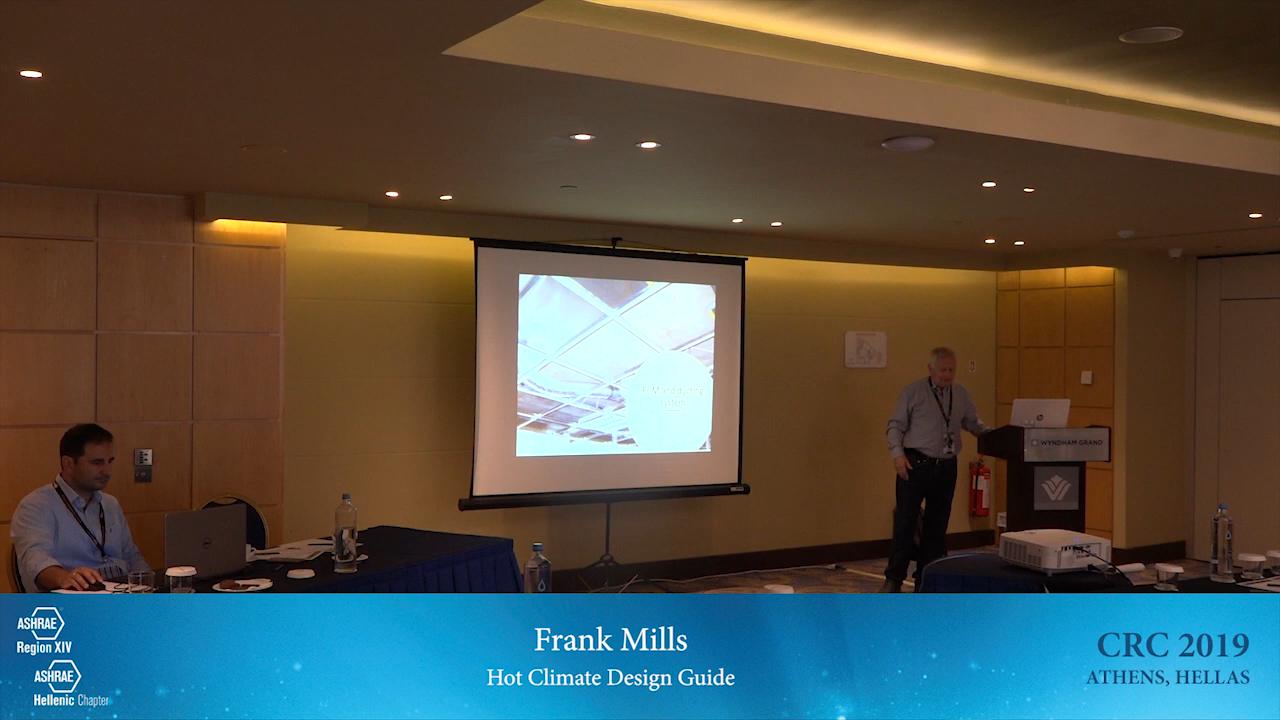 WYNDHAM GRAND
ASHRAE
Region XIV
ASHRAE
Hellenic Chapter
Frank Mills
Hot Climate Design Guide
CRC 2019
ATHENS, HELLAS